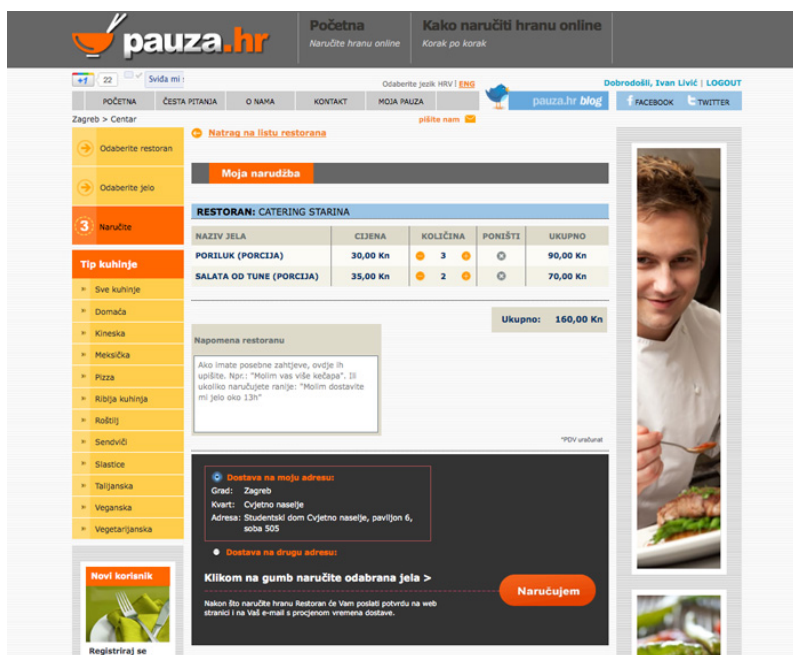 pauza.hr
Početna
Naručite hranu online
Kako naručiti hranu online
Korak po korak
+1 22 Sviđa mi
Odaberite jezik HRV | ENG
Dobrodošli, Ivan Livić | LOGOUT
POČETNA ČESTA PITANJA O NAMA KONTAKT MOJA PAUZA
pauza.hr blog
FACEBOOK TWITTER
Zagreb > Centar
pišite nam
Natrag na listu restorana
Odaberite restoran
Odaberite jelo
3 Naručite
Tip kuhinje
Sve kuhinje
Domaća
Kineska
Meksička
Pizza
Riblja kuhinja
Roštilj
Sendviči
Slastice
Talijanska
Veganska
Vegetarijanska
Novi korisnik
Registriraj se
Moja narudžba
RESTORAN: CATERING STARINA
NAZIV JELA CIJENA KOLIČINA PONIŠTI UKUPNO
PORILUK (PORCIJA) 30,00 Kn 3 90,00 Kn
SALATA OD TUNE (PORCIJA) 35,00 Kn 2 70,00 Kn
Ukupno: 160,00 Kn
Napomena restoranu
Ako imate posebne zahtjeve, ovdje ih
upišite. Npr.: "Molim vas više kečapa". Ili
ukoliko naručujete ranije: "Molim dostavite
mi jelo oko 13h"
*PDV uračunat
Dostava na moju adresu:
Grad: Zagreb
Kvart: Cvjetno naselje
Adresa: Studentski dom Cvjetno naselje, paviljon 6,
soba 505
Dostava na drugu adresu:
Klikom na gumb naručite odabrana jela >
Naručujem
Nakon što naručite hranu Restoran će Vam poslati potvrdu na web
stranici i na Vaš e-mail s procjenom vremena dostave.